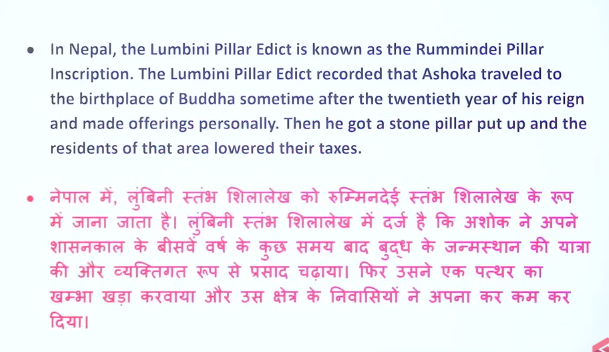 • In Nepal, the Lumbini Pillar Edict is known as the Rummindei Pillar
Inscription. The Lumbini Pillar Edict recorded that Ashoka traveled to
the birthplace of Buddha sometime after the twentieth year of his reign
and made offerings personally. Then he got a stone pillar put up and the
residents of that area lowered their taxes.
• नेपाल में, लुंबिनी स्तंभ शिलालेख को रुम्मिनदेई स्तंभ शिलालेख के रूप
में जाना जाता है। लुंबिनी स्तंभ शिलालेख में दर्ज है कि अशोक ने अपने
शासनकाल के बीसवें वर्ष के कुछ समय बाद बुद्ध के जन्मस्थान की यात्रा
की और व्यक्तिगत रूप से प्रसाद चढ़ाया। फिर उसने एक पत्थर का
खम्भा खड़ा करवाया और उस क्षेत्र के निवासियों ने अपना कर कम कर
दिया।